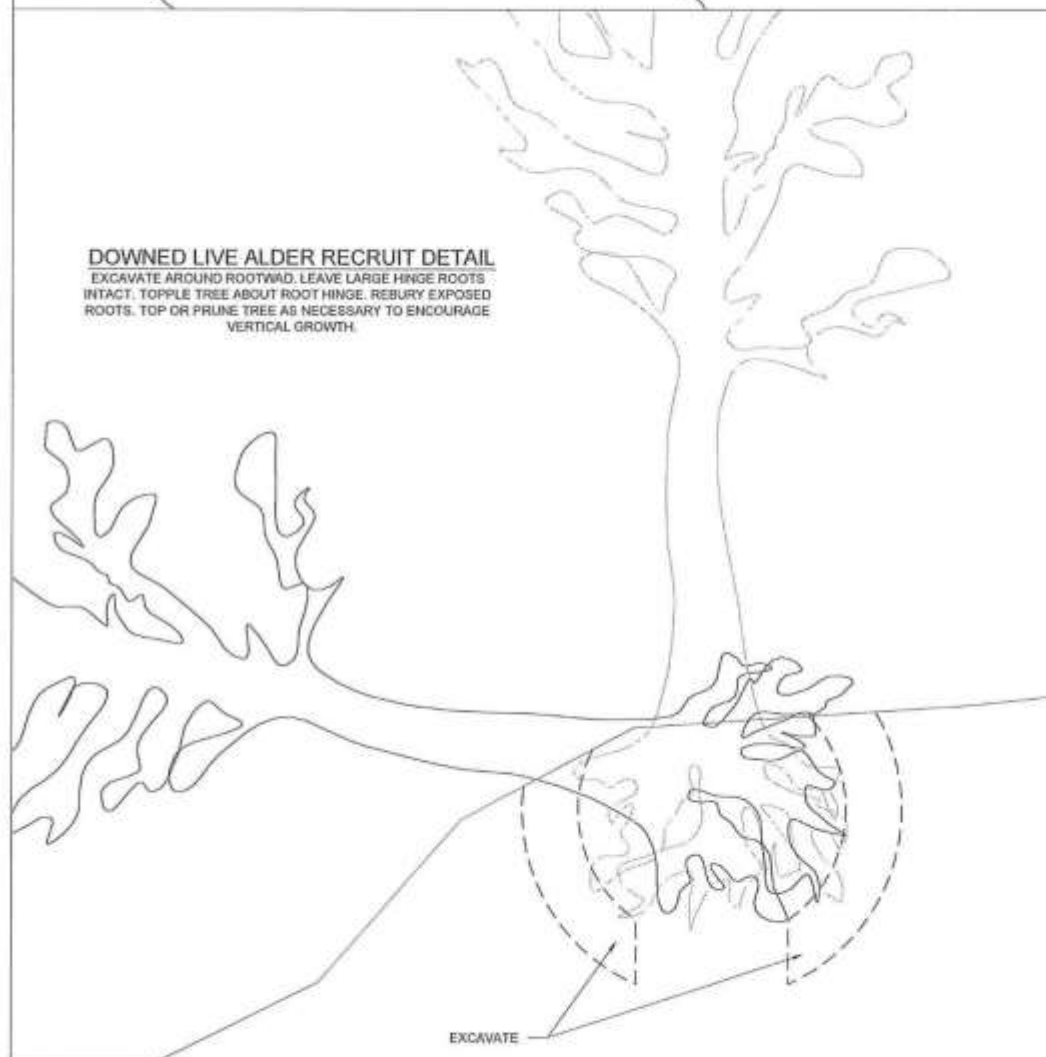 DOWNED LIVE ALDER RECRUIT DETAIL
EXCAVATE AROUND ROOTWAD. LEAVE LARGE HINGE ROOTS
INTACT. TOPPLE TREE ABOUT ROOT HINGE. REBURY EXPOSED
ROOTS. TOP OR PRUNE TREE AS NECESSARY TO ENCOURAGE
VERTICAL GROWTH.
EXCAVATE